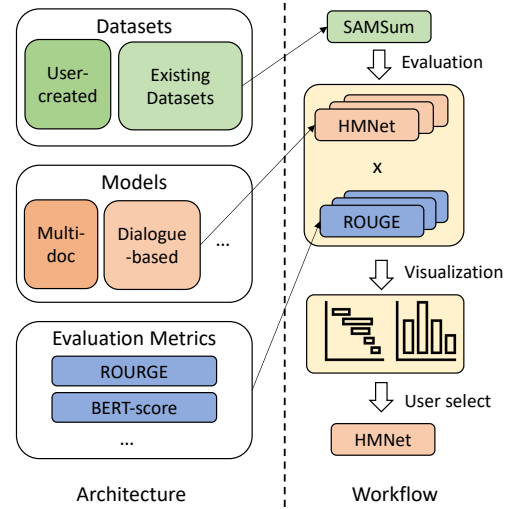 Datasets
User-
created
Existing
Datasets
Models
Multi-
doc
Dialogue
-based
...
Evaluation Metrics
ROURGE
BERT-score
...
Architecture
SAMSum
Evaluation
HMNet
x
ROUGE
Visualization
User select
HMNet
Workflow